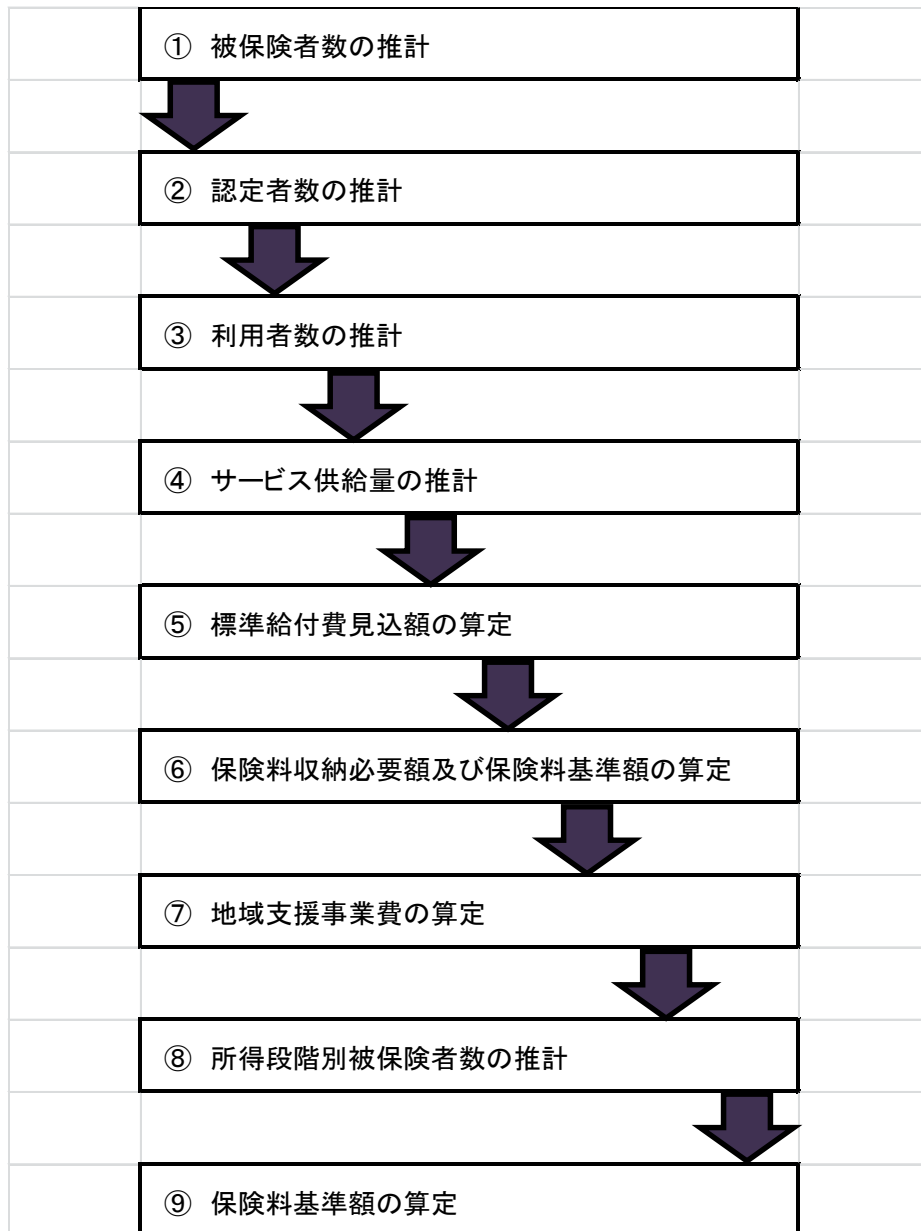 ① 被保険者数の推計
② 認定者数の推計
③ 利用者数の推計
④ サービス供給量の推計
⑤ 標準給付費見込額の算定
⑥ 保険料収納必要額及び保険料基準額の算定
⑦ 地域支援事業費の算定
⑧ 所得段階別被保険者数の推計
⑨ 保険料基準額の算定